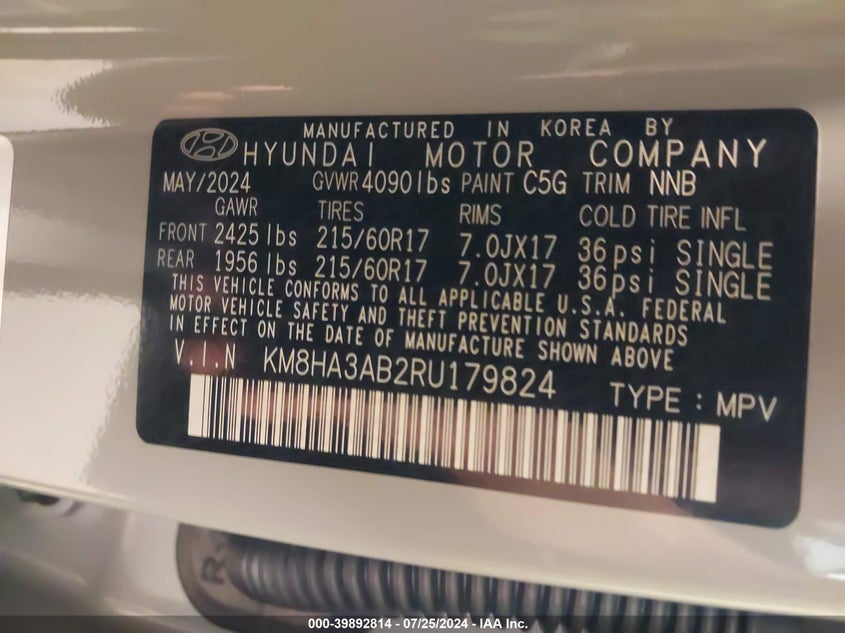 MANUFACTURED IN KOREA BY
HYUNDAI MOTOR COMPANY
MAY/2024 GVWR 4090lbs PAINT C5G TRIM NNB
GAWR TIRES RIMS COLD TIRE INFL
FRONT 2425 lbs 215/60R17 7.0JX17 36psi SINGLE
REAR 1956 lbs 215/60R17 7.0JX17 36psi SINGLE
THIS VEHICLE CONFORMS TO ALL APPLICABLE U.S.A. FEDERAL
MOTOR VEHICLE SAFETY AND THEFT PREVENTION STANDARDS
IN EFFECT ON THE DATE OF MANUFACTURE SHOWN ABOVE
V.I.N KM8HA3AB2RU179824 TYPE : MPV
000-39892814 - 07/25/2024 - IAA Inc.